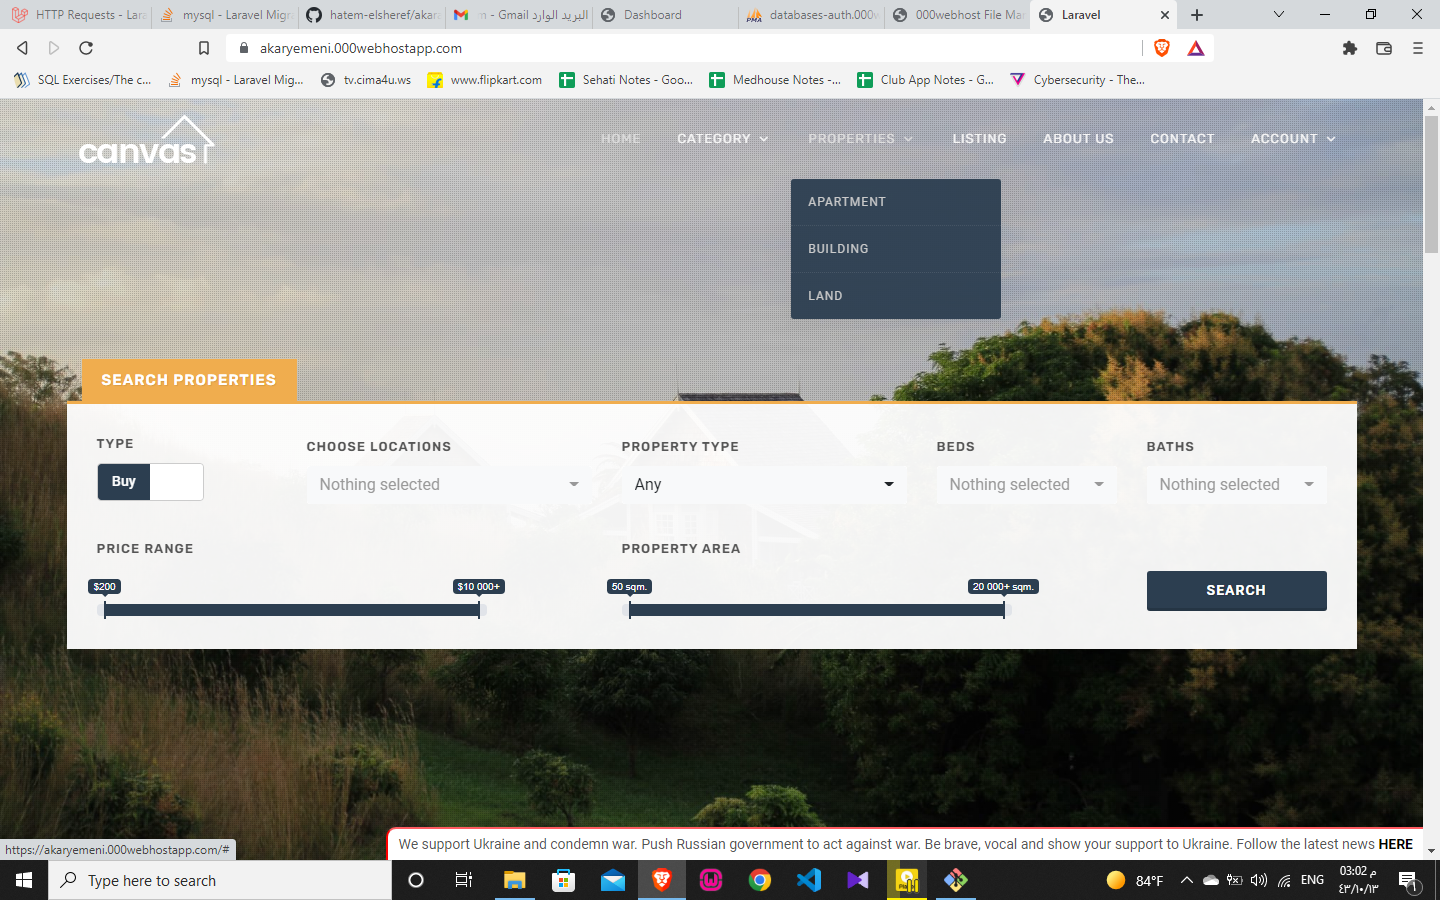 HTTP Requests - Lara
mysql - Laravel Migr
hatem-elsheref/akar
البريد الوارد - Gmail
Dashboard
databases-auth.000w
000webhost File Man
Laravel
akaryemeni.000webhostapp.com
SQL Exercises/The c...
mysql - Laravel Mig...
tv.cima4u.ws
www.flipkart.com
Sehati Notes - Goo...
Medhouse Notes -...
Club App Notes - G...
Cybersecurity - The...
canvas
HOME
CATEGORY
PROPERTIES
LISTING
ABOUT US
CONTACT
ACCOUNT
APARTMENT
BUILDING
LAND
SEARCH PROPERTIES
TYPE
CHOOSE LOCATIONS
PROPERTY TYPE
BEDS
BATHS
Buy
Nothing selected
Any
Nothing selected
Nothing selected
PRICE RANGE
PROPERTY AREA
$200
$10 000+
50 sqm.
20 000+ sqm.
SEARCH
We support Ukraine and condemn war. Push Russian government to act against war. Be brave, vocal and show your support to Ukraine. Follow the latest news HERE
https://akaryemeni.000webhostapp.com/#
Type here to search
84°F
ENG
03:02 م
٤٣/١٠/١٣
1